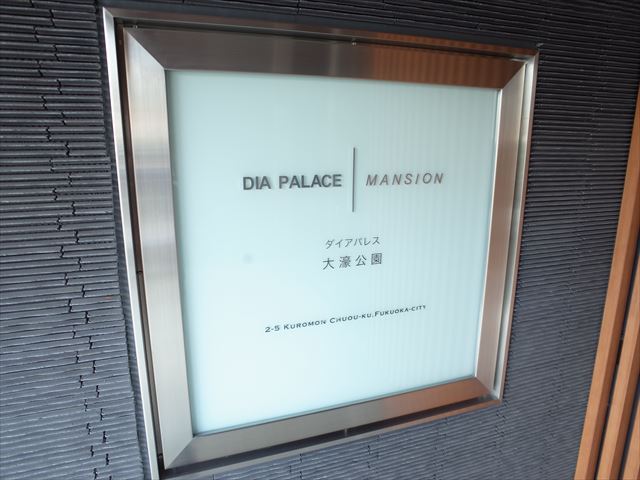 DIA PALACE | MANSION
ダイアパレス
大濠公園
2-5 KUROMON CHUOU-KU,FUKUOKA-CITY